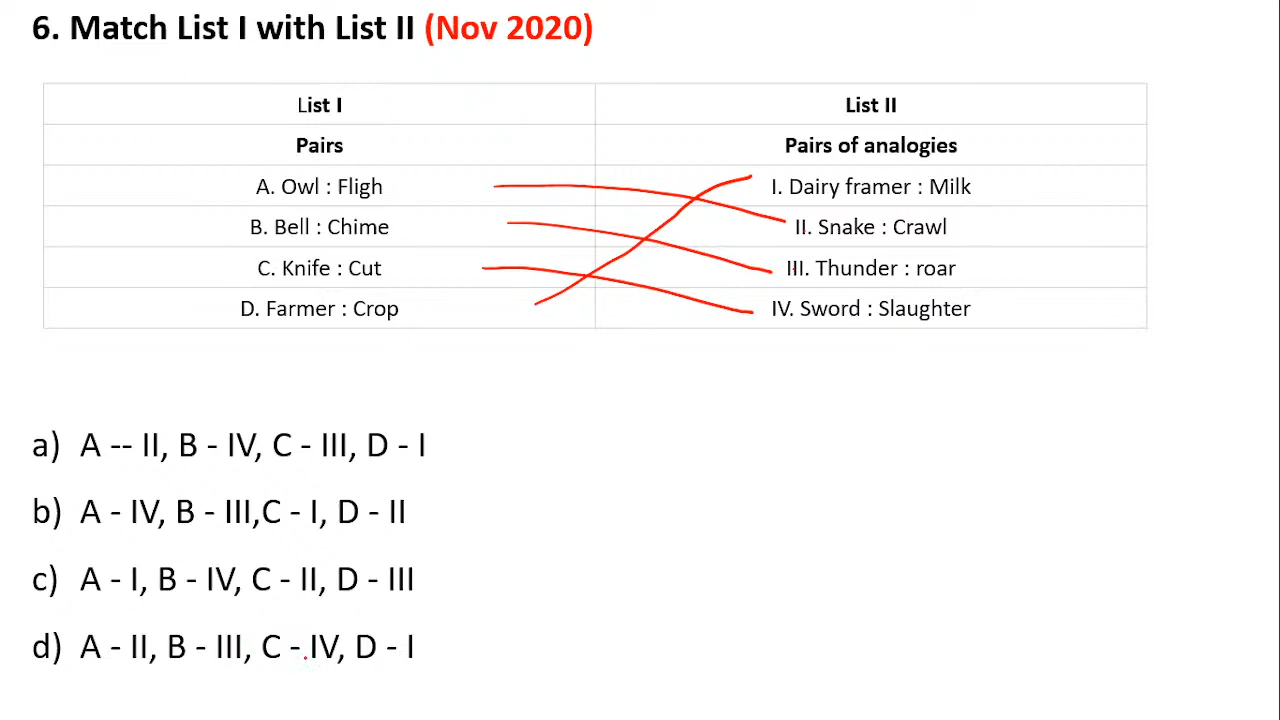 6. Match List I with List II (Nov 2020)
List I List II
Pairs Pairs of analogies
A. Owl : Fligh I. Dairy framer : Milk
B. Bell : Chime II. Snake : Crawl
C. Knife : Cut III. Thunder : roar
D. Farmer : Crop IV. Sword : Slaughter
a) A -- II, B - IV, C - III, D - I
b) A - IV, B - III,C - I, D - II
c) A - I, B - IV, C - II, D - III
d) A - II, B - III, C - IV, D - I